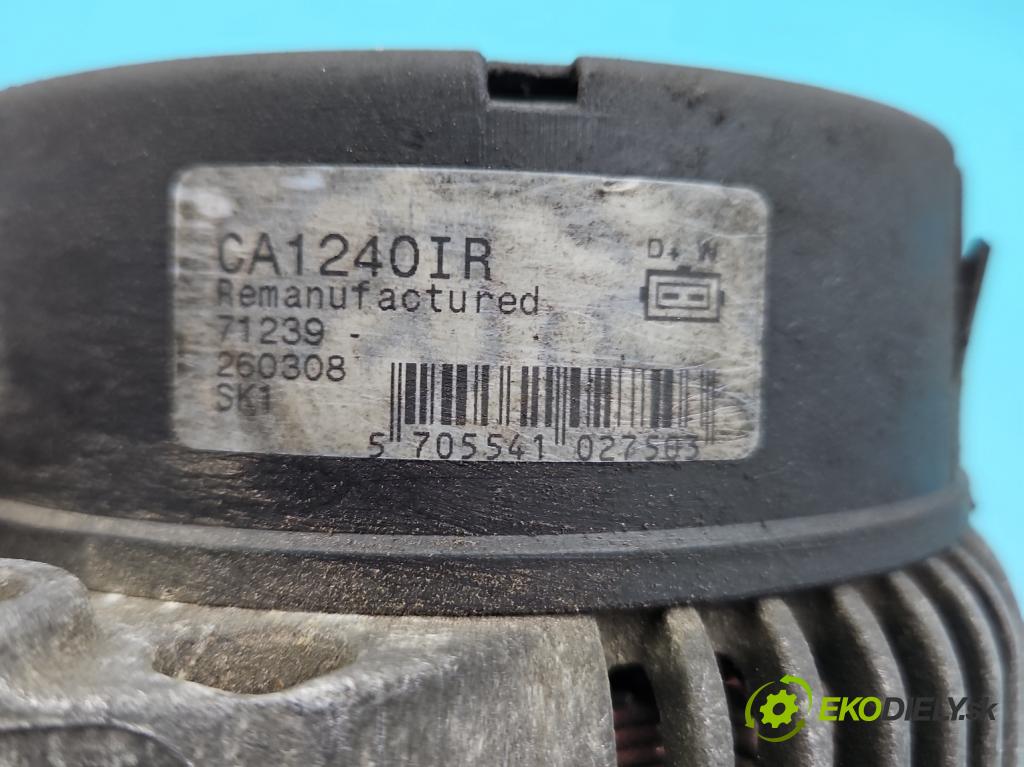 CA1240IR
D+ W
Remanufactured
71239 -
260308
SK1
5 705541 027503
EKODIELY.sk